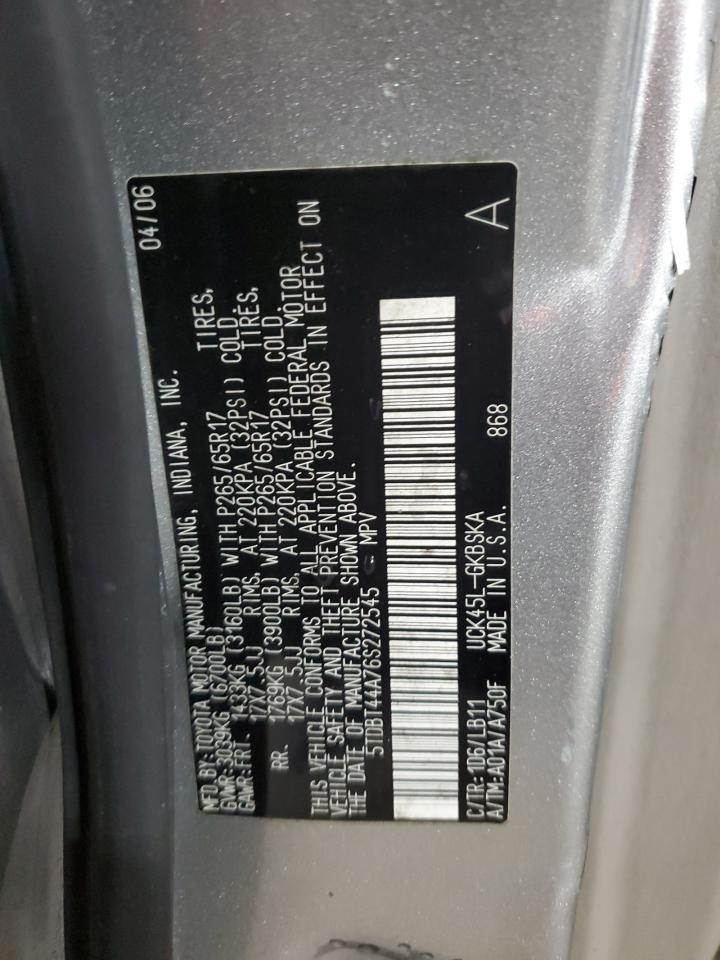 MFD. BY: TOYOTA MOTOR MANUFACTURING, INDIANA, INC. 04/06
GVWR: 3039KG (6700LB)
GAWR: FRT- 1433KG (3160LB) WITH P265/65R17 TIRES,
17X7.5JJ RIMS, AT 220KPA (32PSI) COLD.
RR. 1769KG (3900LB) WITH P265/65R17 TIRES,
17X7.5JJ RIMS, AT 220KPA (32PSI) COLD.
THIS VEHICLE CONFORMS TO ALL APPLICABLE FEDERAL MOTOR
VEHICLE SAFETY AND THEFT PREVENTION STANDARDS IN EFFECT ON
THE DATE OF MANUFACTURE SHOWN ABOVE.
5TDBT44A76S272545 MPV
C/TR: 1D6/LB11 UCK45L-GKBSKA 868 A
A/TM: A01A/A750F MADE IN U.S.A.